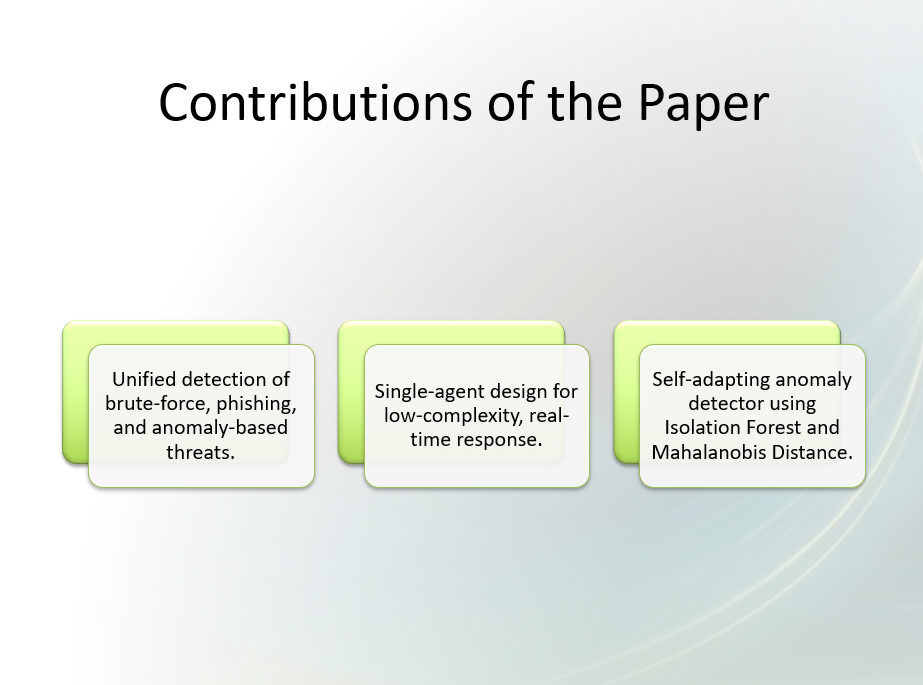 Contributions of the Paper
Unified detection of
brute-force, phishing,
and anomaly-based
threats.
Single-agent design for
low-complexity, real-
time response.
Self-adapting anomaly
detector using
Isolation Forest and
Mahalanobis Distance.